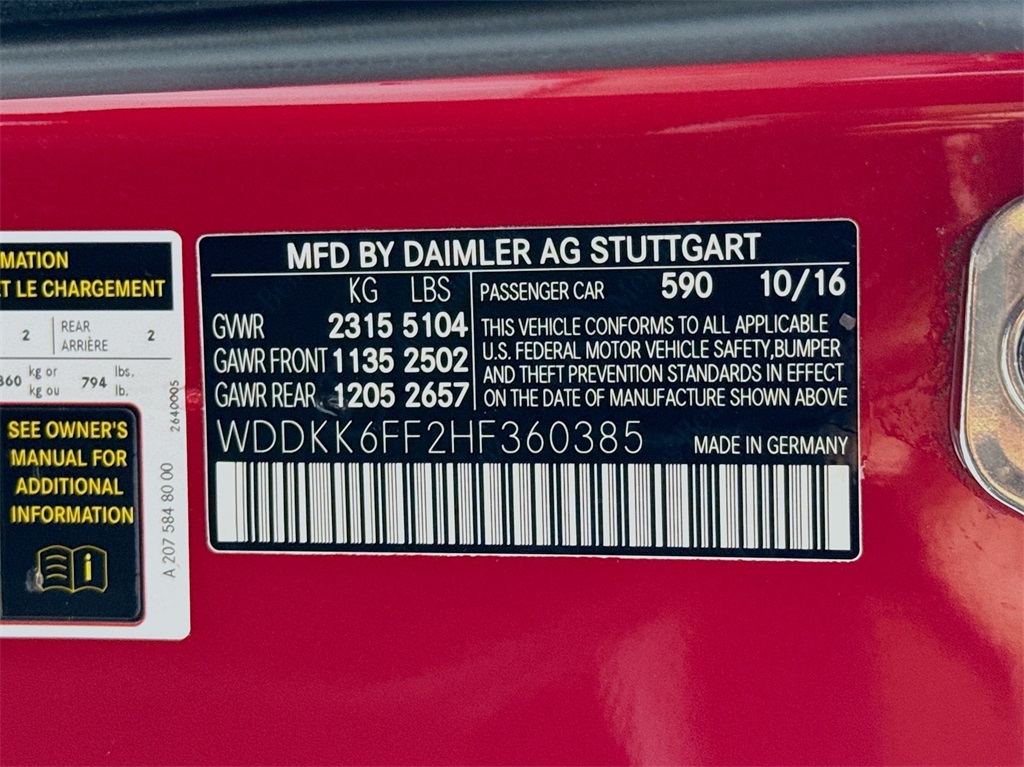 MATION
ET LE CHARGEMENT
2 REAR 2
ARRIÈRE
kg or 794 lbs.
kg ou lb.
SEE OWNER'S
MANUAL FOR
ADDITIONAL
INFORMATION
2640005
A 207 584 80 00
MFD BY DAIMLER AG STUTTGART
KG LBS
GVWR 2315 5104
GAWR FRONT 1135 2502
GAWR REAR 1205 2657
PASSENGER CAR 590 10/16
THIS VEHICLE CONFORMS TO ALL APPLICABLE
U.S. FEDERAL MOTOR VEHICLE SAFETY,BUMPER
AND THEFT PREVENTION STANDARDS IN EFFECT
ON THE DATE OF MANUFACTURE SHOWN ABOVE
WDDKK6FF2HF360385 MADE IN GERMANY